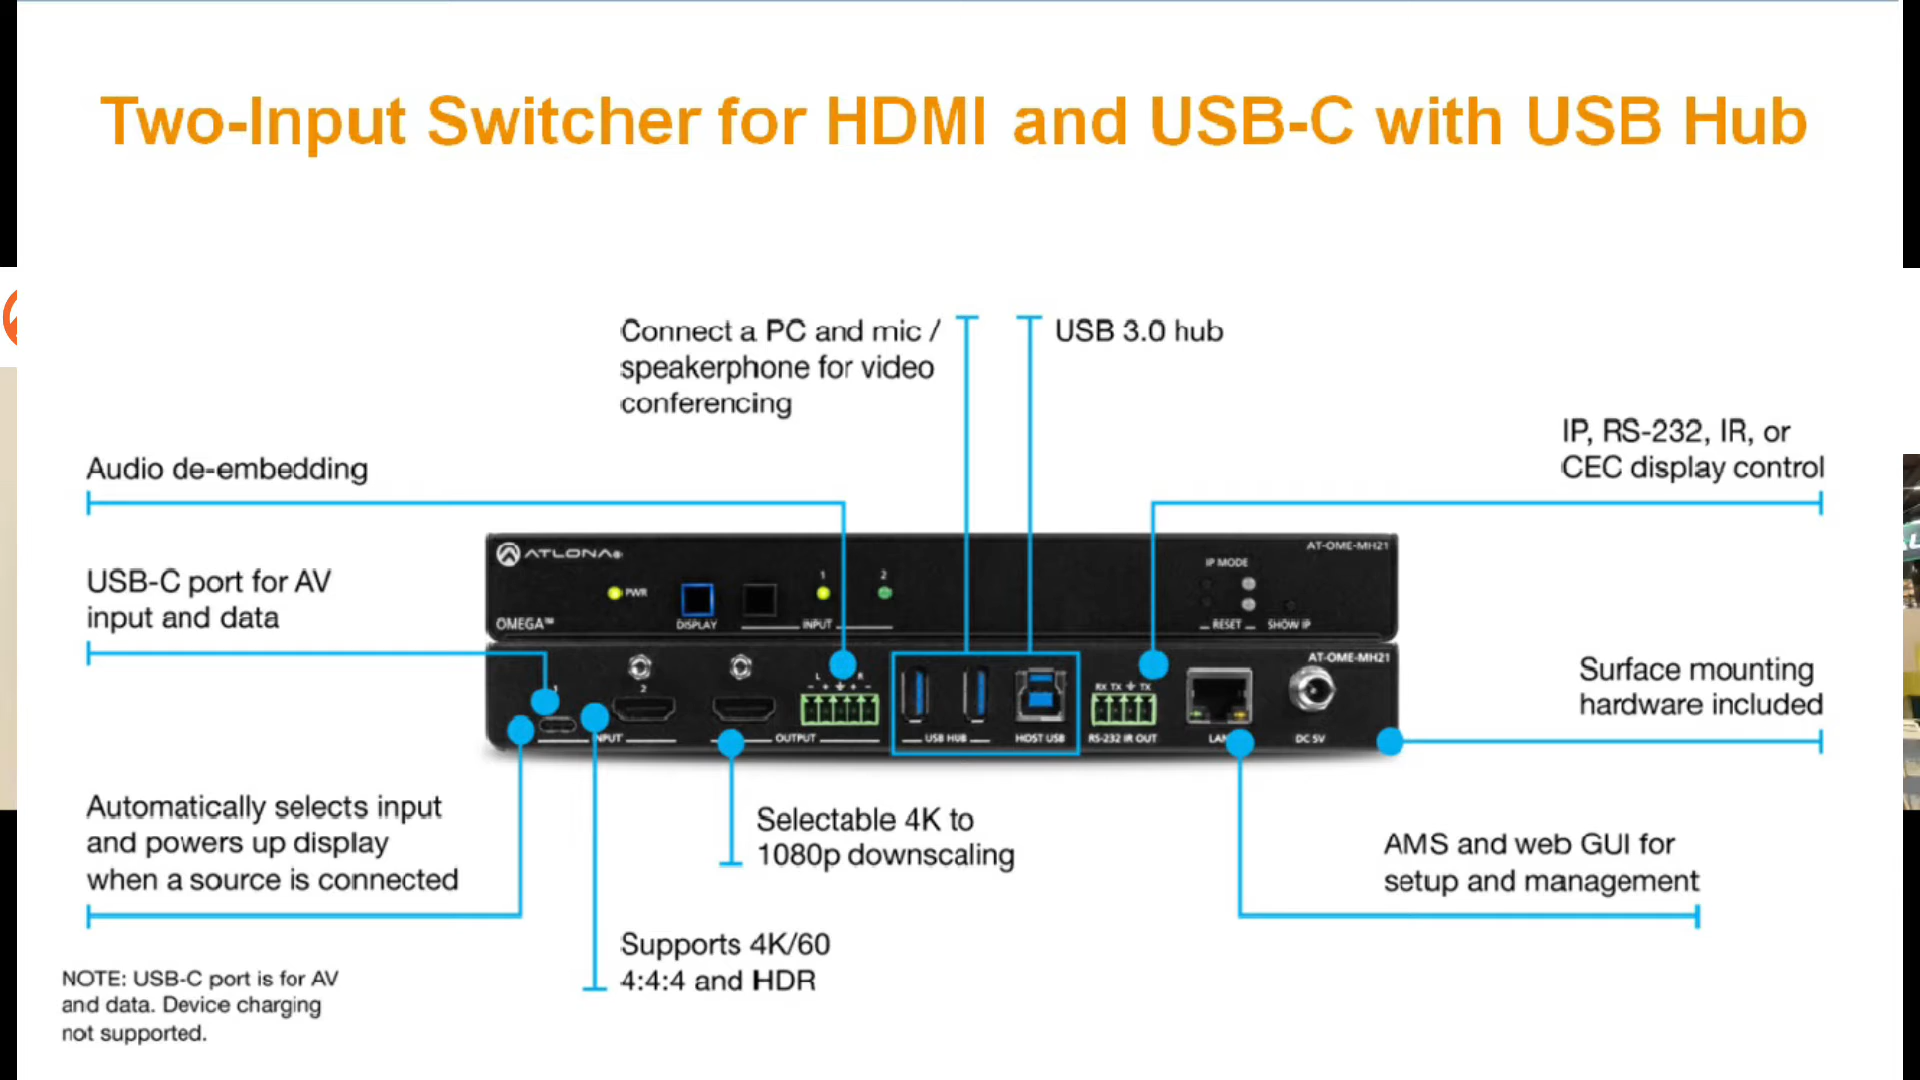 Two-Input Switcher for HDMI and USB-C with USB Hub
Connect a PC and mic /
speakerphone for video
conferencing
USB 3.0 hub
IP, RS-232, IR, or
CEC display control
Audio de-embedding
USB-C port for AV
input and data
ATLONA®
AT-OME-MH21
IP MODE
PWR
1
2
OMEGA™
DISPLAY
INPUT
RESET
SHOW IP
AT-OME-MH21
L R
1
2
- + + -
RX TX TX
INPUT
OUTPUT
USB HUB
HOST USB
RS-232 IR OUT
LAN
DC 5V
Surface mounting
hardware included
Automatically selects input
and powers up display
when a source is connected
Selectable 4K to
1080p downscaling
AMS and web GUI for
setup and management
Supports 4K/60
4:4:4 and HDR
NOTE: USB-C port is for AV
and data. Device charging
not supported.